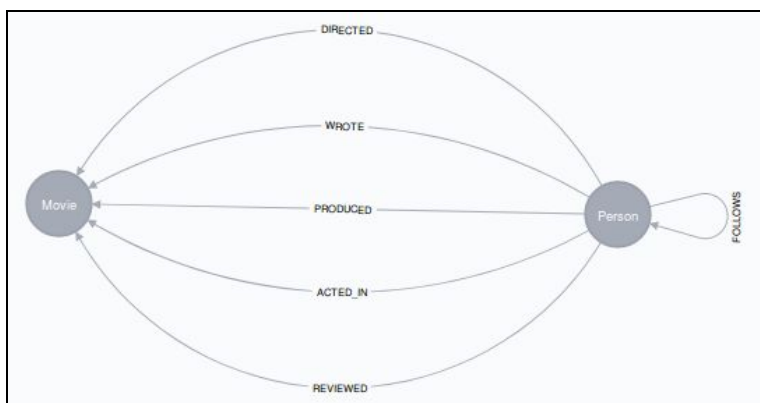 DIRECTED
WROTE
Movie
PRODUCED
Person
FOLLOWS
ACTED_IN
REVIEWED